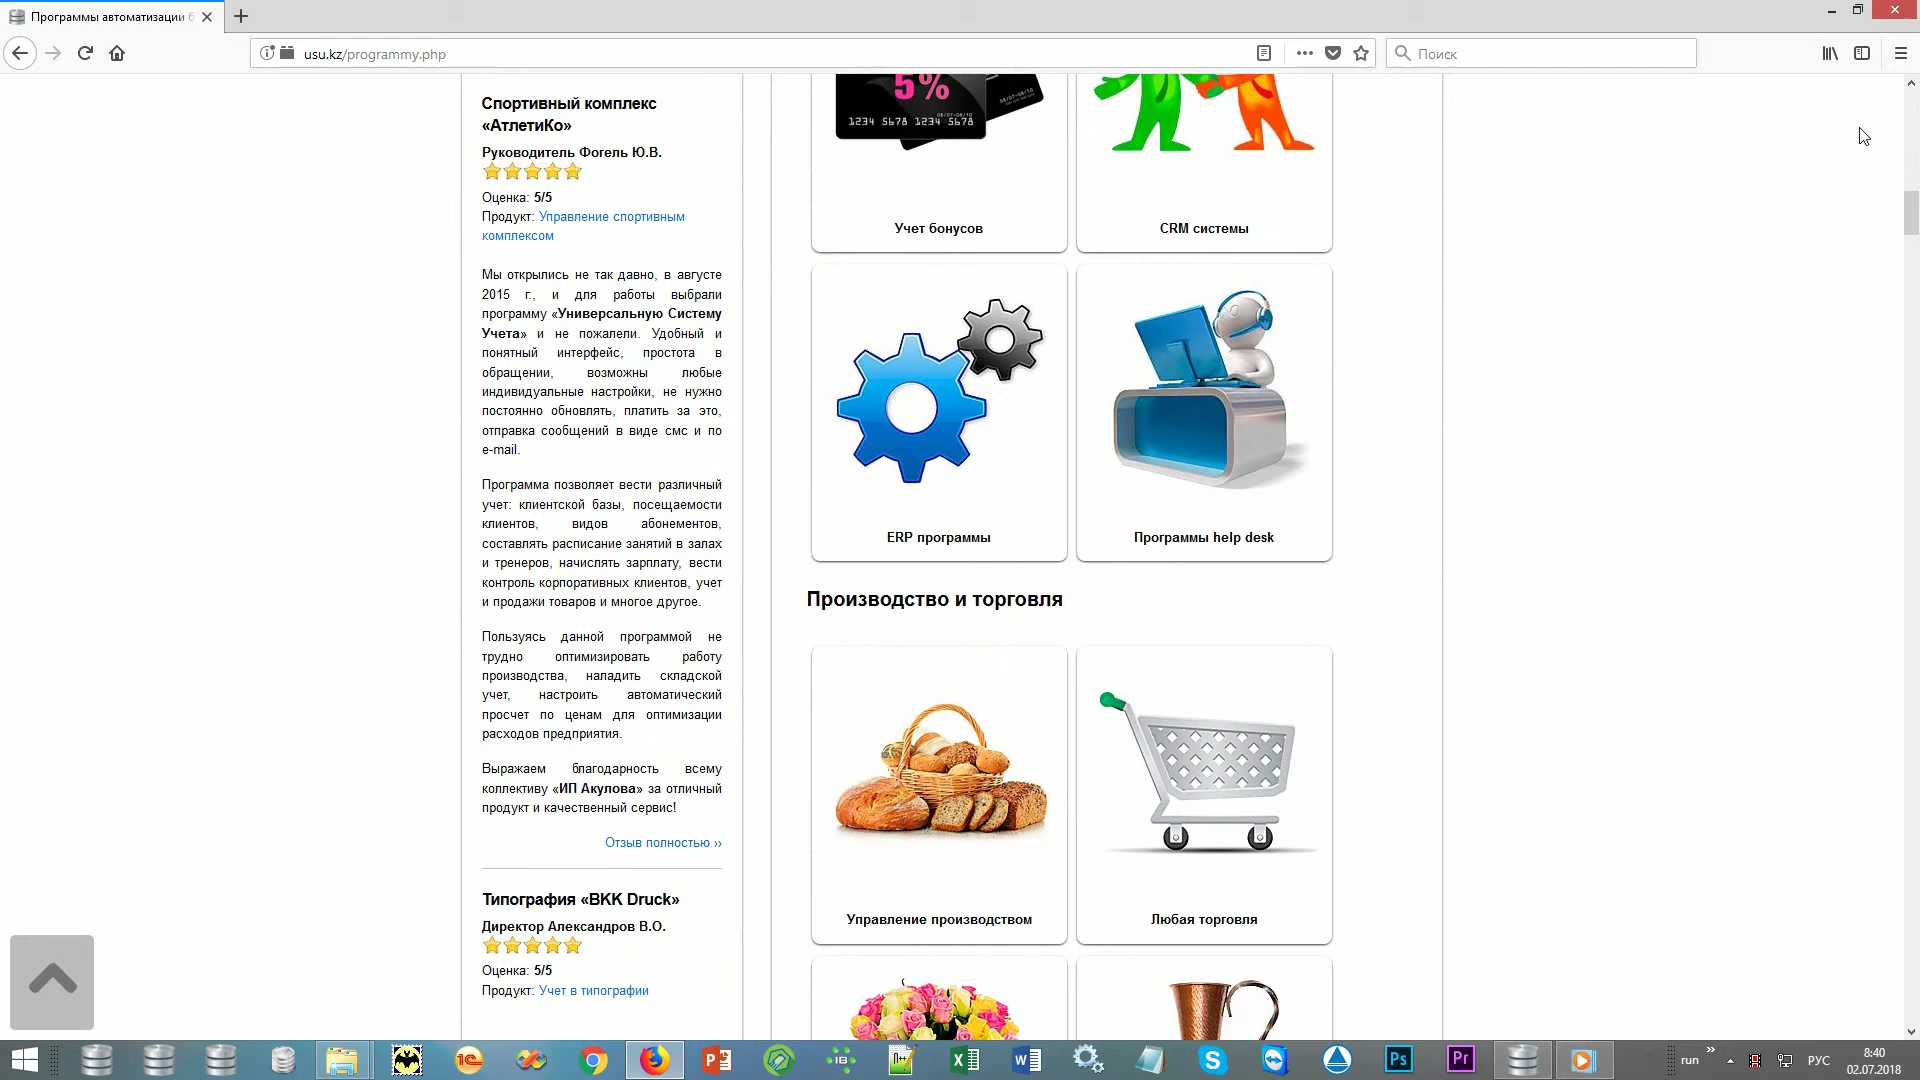 Программы автоматизации б
usu.kz/programmy.php
Поиск
Спортивный комплекс
«АтлетиКо»
Руководитель Фогель Ю.В.
Оценка: 5/5
Продукт: Управление спортивным
комплексом
Мы открылись не так давно, в августе
2015 г., и для работы выбрали
программу «Универсальную Систему
Учета» и не пожалели. Удобный и
понятный интерфейс, простота в
обращении, возможны любые
индивидуальные настройки, не нужно
постоянно обновлять, платить за это,
отправка сообщений в виде смс и по
e-mail.
Программа позволяет вести различный
учет: клиентской базы, посещаемости
клиентов, видов абонементов,
составлять расписание занятий в залах
и тренеров, начислять зарплату, вести
контроль корпоративных клиентов, учет
и продажи товаров и многое другое.
Пользуясь данной программой не
трудно оптимизировать работу
производства, наладить складской
учет, настроить автоматический
просчет по ценам для оптимизации
расходов предприятия.
Выражаем благодарность всему
коллективу «ИП Акулова» за отличный
продукт и качественный сервис!
Отзыв полностью ››
Типография «BKK Druck»
Директор Александров В.О.
Оценка: 5/5
Продукт: Учет в типографии
5%
1234 5678 1234 5678
Учет бонусов
CRM системы
ERP программы
Программы help desk
Производство и торговля
Управление производством
Любая торговля
run
РУС
8:40
02.07.2018